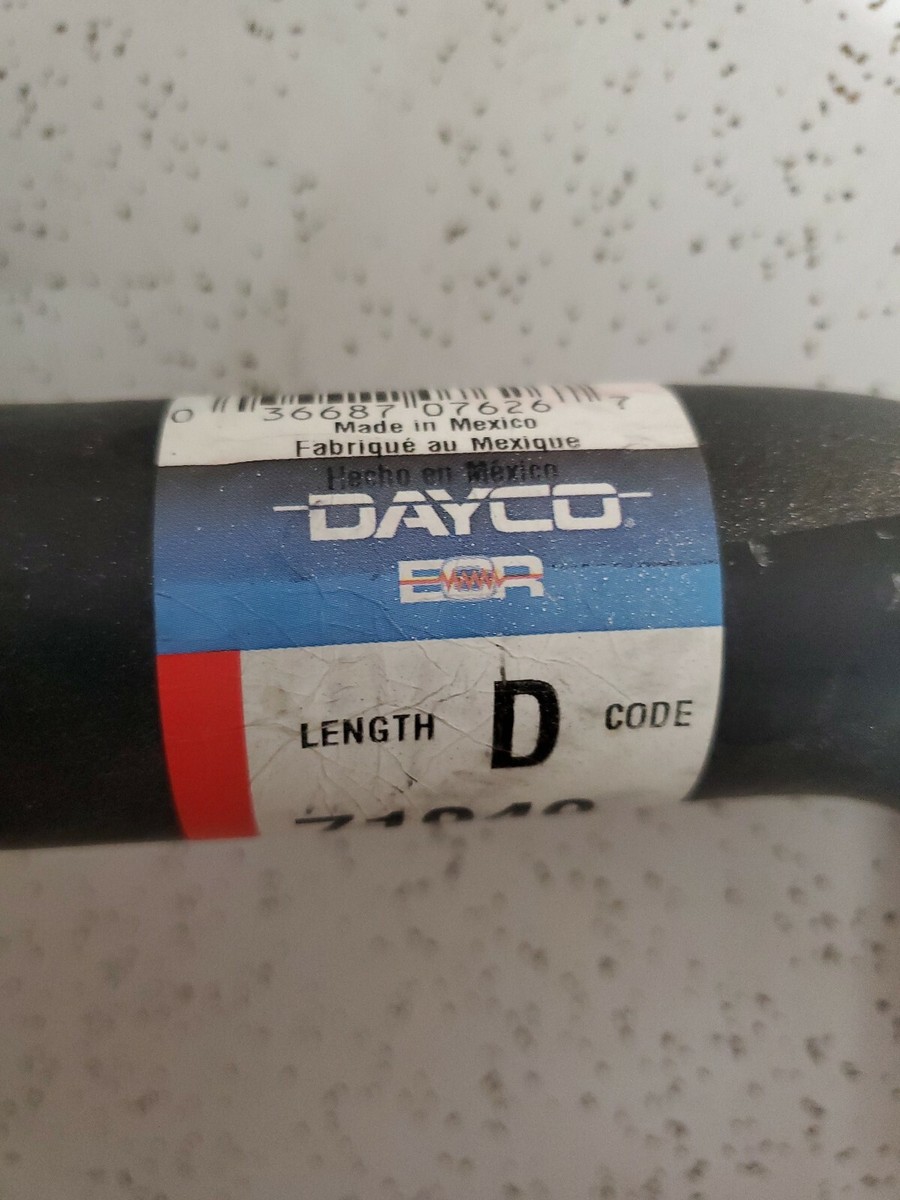 0 36687 07626 7
Made in Mexico
Fabriqué au Mexique
Hecho en México
DAYCO
LENGTH D CODE